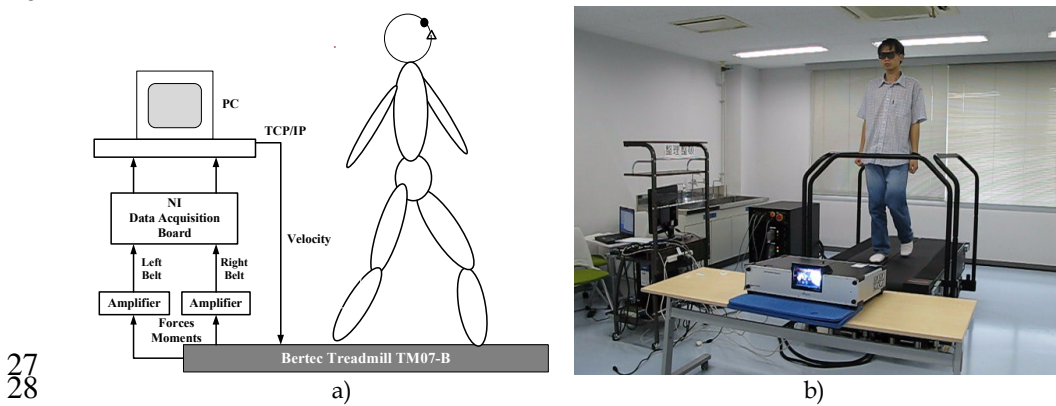 PC
TCP/IP
NI
Data Acquisition
Board
Velocity
Left
Belt
Right
Belt
Amplifier
Amplifier
Forces
Moments
Bertec Treadmill TM07-B
27
28
a)
b)